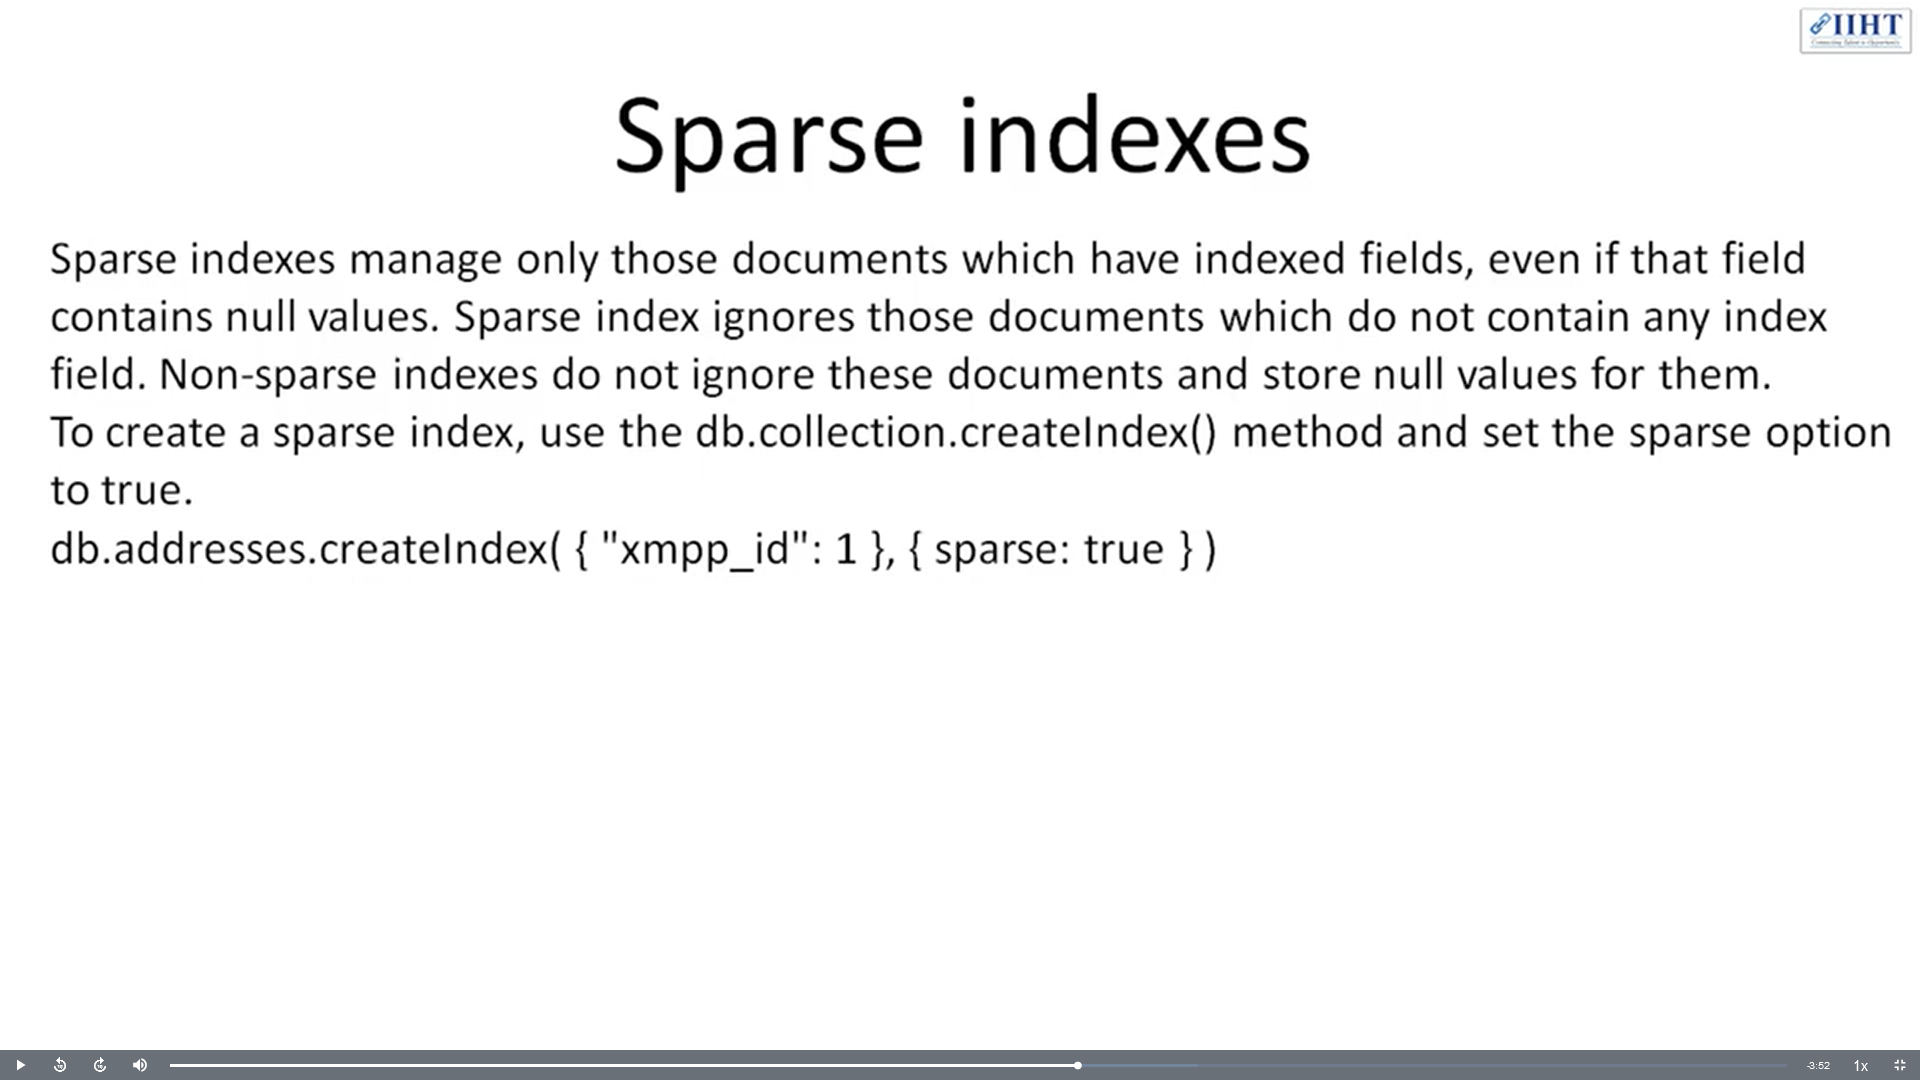 IIHT
Sparse indexes
Sparse indexes manage only those documents which have indexed fields, even if that field
contains null values. Sparse index ignores those documents which do not contain any index
field. Non-sparse indexes do not ignore these documents and store null values for them.
To create a sparse index, use the db.collection.createIndex() method and set the sparse option
to true.
db.addresses.createIndex( { "xmpp_id": 1 }, { sparse: true } )
-3:52
1x